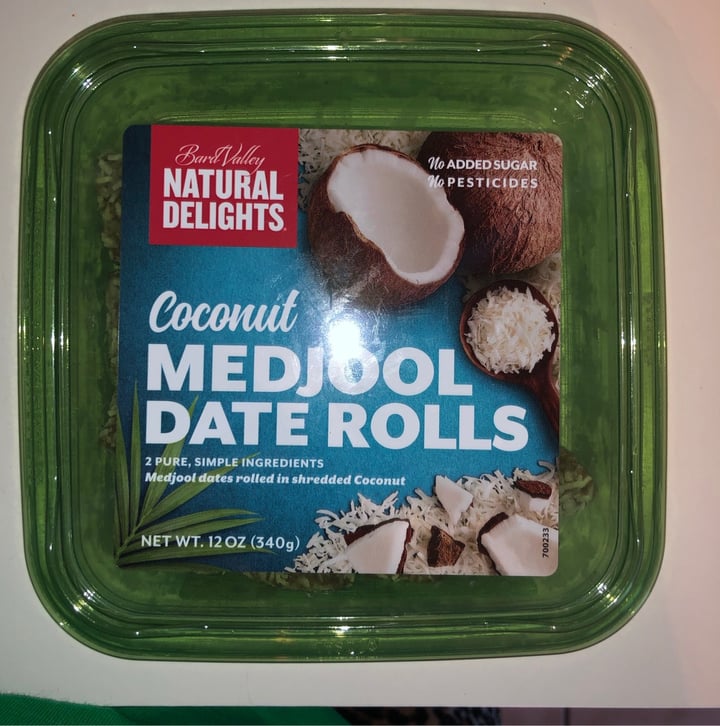 Bard Valley
NATURAL
DELIGHTS
No ADDED SUGAR
No PESTICIDES
Coconut
MEDJOOL
DATE ROLLS
2 PURE, SIMPLE INGREDIENTS
Medjool dates rolled in shredded Coconut
NET WT. 12 OZ (340g)
700233